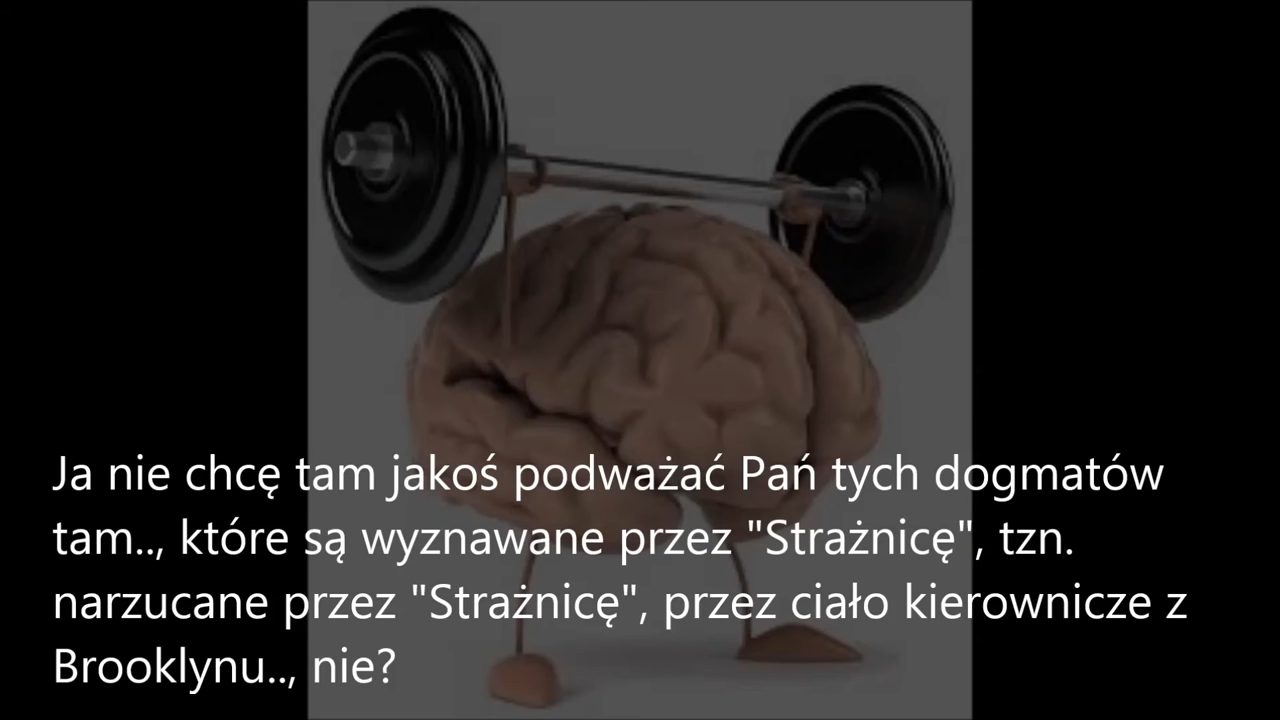 Ja nie chcę tam jakoś podważać Pań tych dogmatów
tam.., które są wyznawane przez "Strażnicę", tzn.
narzucane przez "Strażnicę", przez ciało kierownicze z
Brooklynu.., nie?